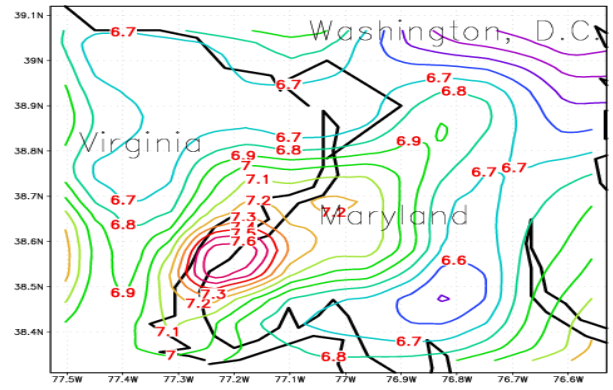 39.1N
39N
38.9N
38.8N
38.7N
38.6N
38.5N
38.4N
Washington, D.C.
Virginia
Maryland
6.7
6.7
6.7
6.8
6.7
6.8
6.9
6.7
6.7
6.7
6.8
6.9
7
7.1
7.2
7.3
7.6
7.2
6.9
7.3
7.2
7.1
7
6.6
6.7
6.8
77.5W
77.4W
77.3W
77.2W
77.1W
77W
76.9W
76.8W
76.7W
76.6W